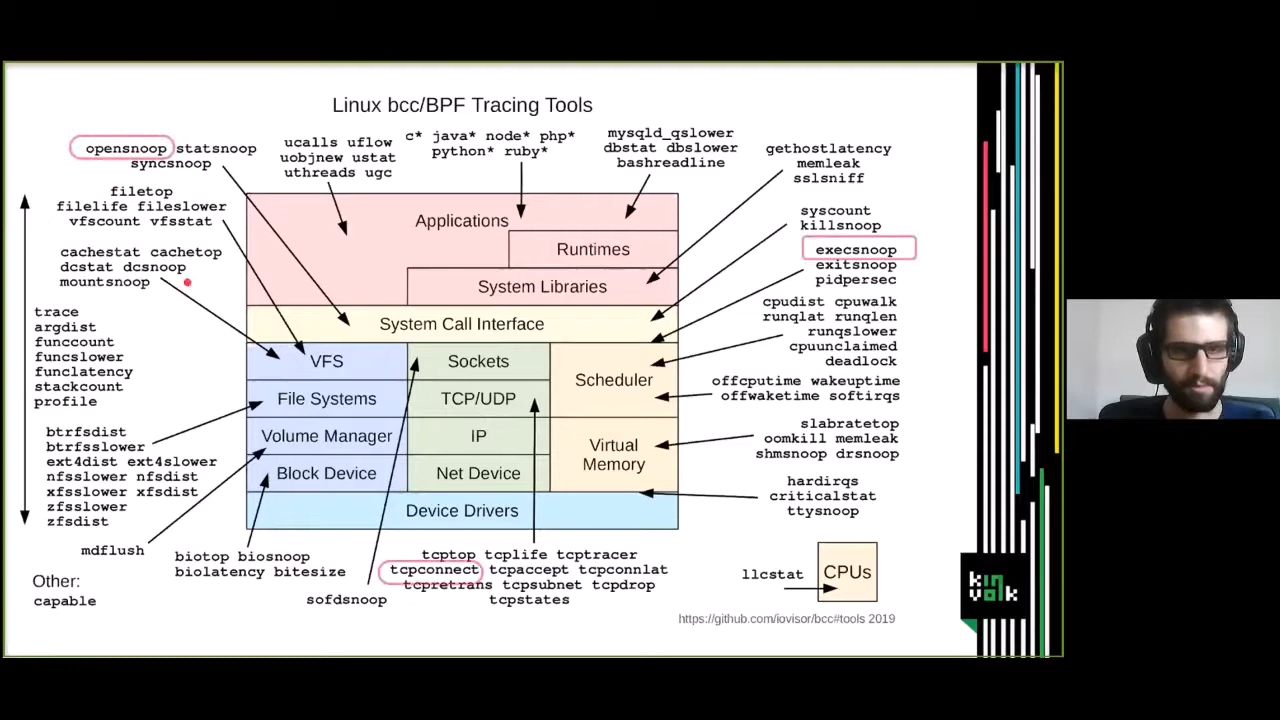 Linux bcc/BPF Tracing Tools
opensnoop statsnoop
syncsnoop
ucalls uflow
uobjnew ustat
uthreads ugc
c* java* node* php*
python* ruby*
mysqld_qslower
dbstat dbslower
bashreadline
gethostlatency
memleak
sslsniff
filetop
filelife fileslower
vfscount vfsstat
syscount
killsnoop
execsnoop
exitsnoop
pidpersec
cachestat cachetop
dcstat dcsnoop
mountsnoop
Applications
Runtimes
System Libraries
System Call Interface
VFS
Sockets
Scheduler
File Systems
TCP/UDP
Volume Manager
IP
Virtual
Memory
Block Device
Net Device
Device Drivers
trace
argdist
funccount
funcslower
funclatency
stackcount
profile
cpudist cpuwalk
runqlat runqlen
runqslower
cpuunclaimed
deadlock
offcputime wakeuptime
offwaketime softirqs
slabratetop
oomkill memleak
shmsnoop drsnoop
hardirqs
criticalstat
ttysnoop
btrfsdist
btrfsslower
ext4dist ext4slower
nfsslower nfsdist
xfsslower xfsdist
zfsslower
zfsdist
mdflush
biotop biosnoop
biolatency bitesize
sofdsnoop
tcptop tcplife tcptracer
tcpconnect tcpaccept tcpconnlat
tcpretrans tcpsubnet tcpdrop
tcpstates
llcstat
CPUs
Other:
capable
https://github.com/iovisor/bcc#tools 2019
kin
volk